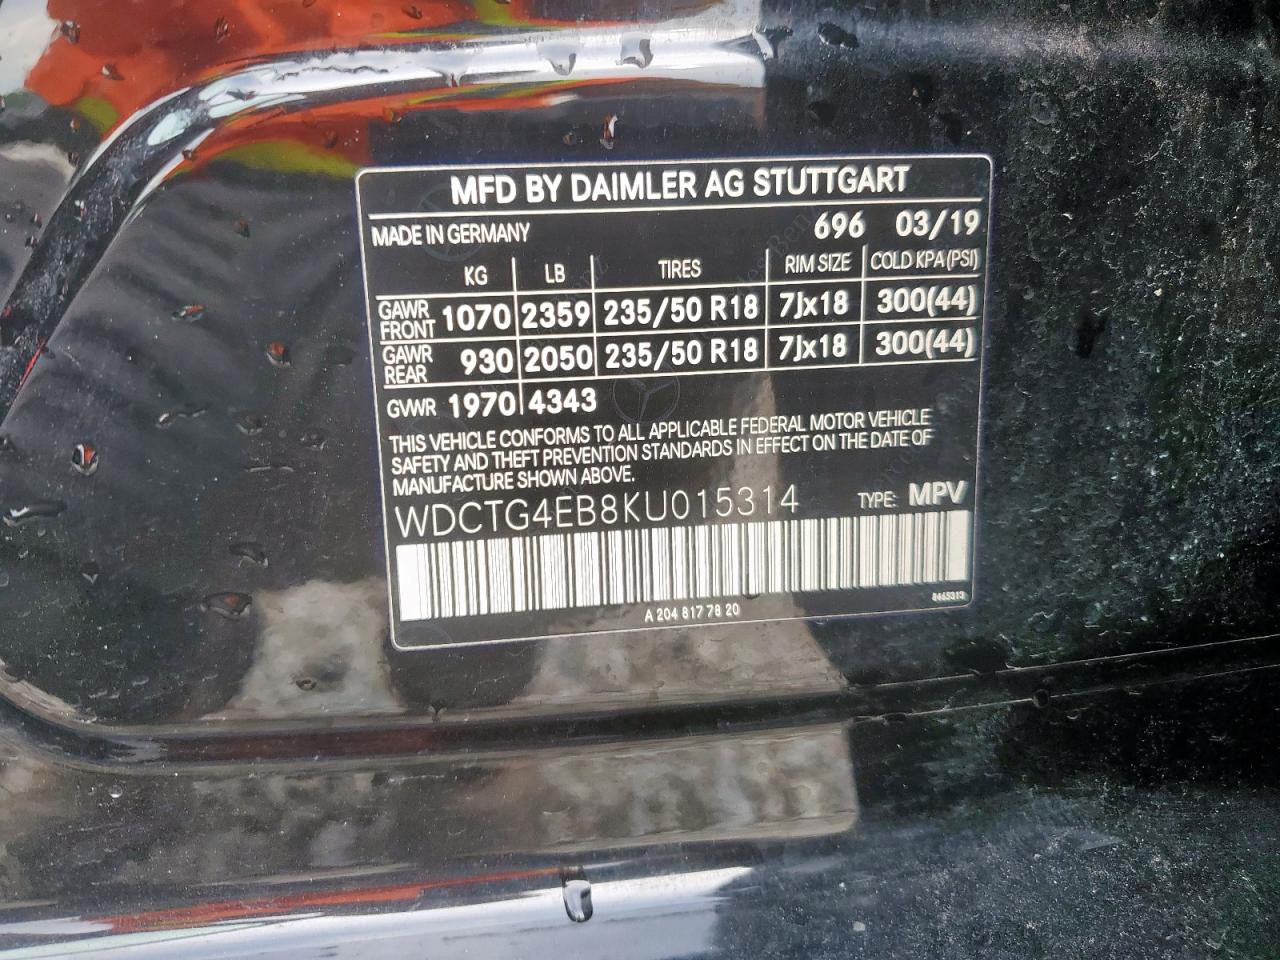 MFD BY DAIMLER AG STUTTGART
MADE IN GERMANY 696 03/19
KG LB TIRES RIM SIZE COLD KPA(PSI)
GAWR FRONT 1070 2359 235/50 R18 7Jx18 300(44)
GAWR REAR 930 2050 235/50 R18 7Jx18 300(44)
GVWR 1970 4343
THIS VEHICLE CONFORMS TO ALL APPLICABLE FEDERAL MOTOR VEHICLE
SAFETY AND THEFT PREVENTION STANDARDS IN EFFECT ON THE DATE OF
MANUFACTURE SHOWN ABOVE.
WDCTG4EB8KU015314 TYPE: MPV
A 204 817 78 20 8465313